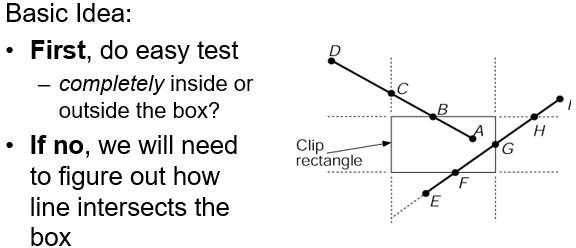 Basic Idea:
• First, do easy test
– completely inside or
outside the box?
• If no, we will need
to figure out how
line intersects the
box
D
C
B
A
I
H
G
Clip
rectangle
F
E